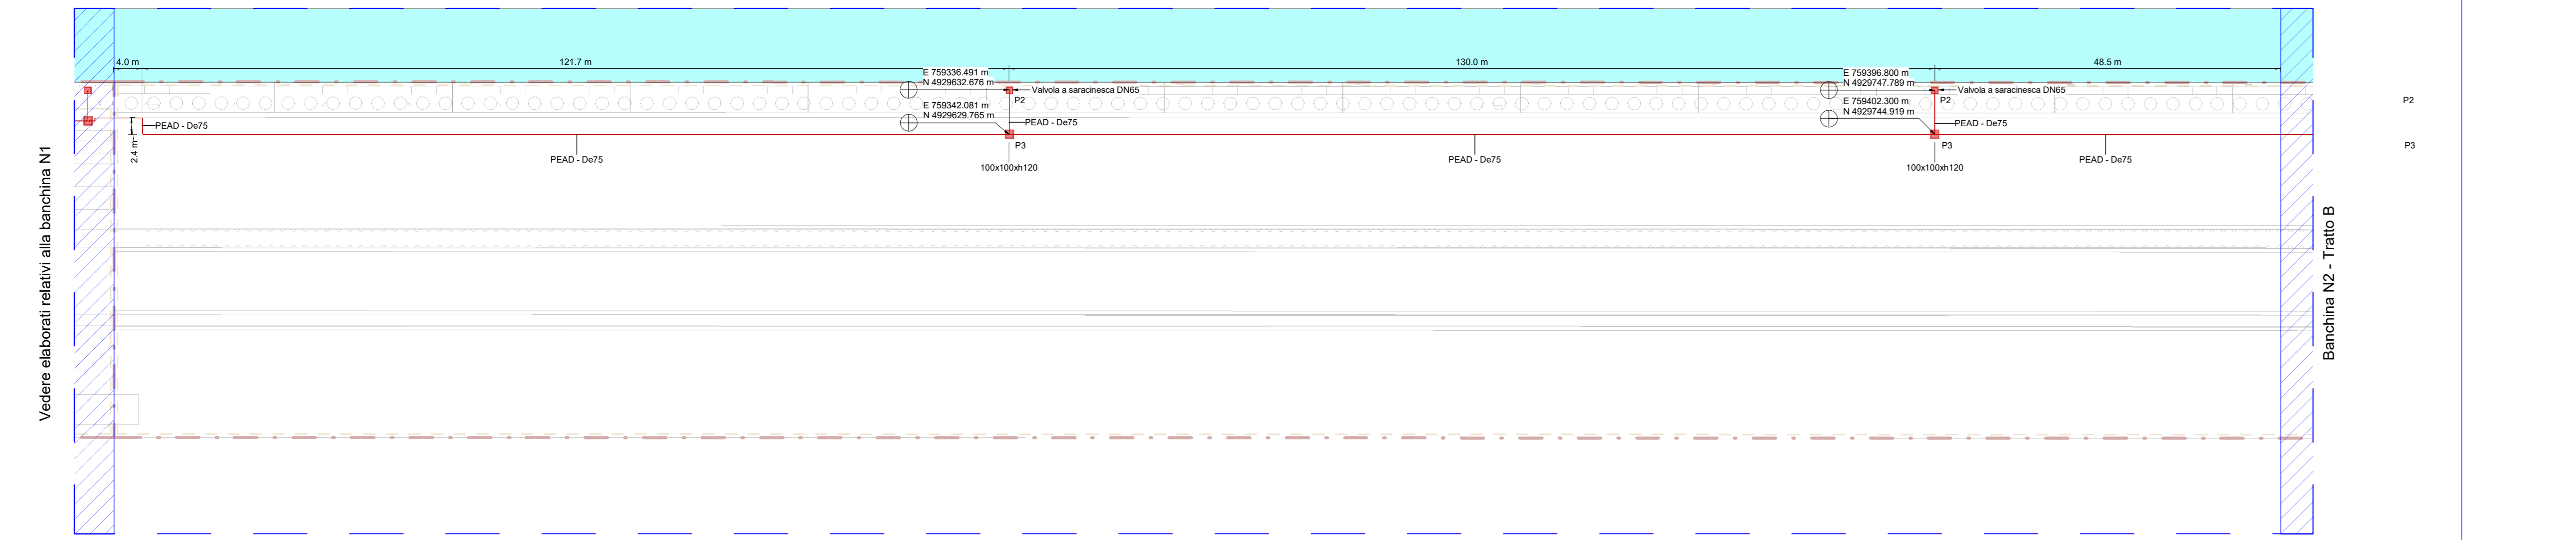 4.0 m
121.7 m
130.0 m
48.5 m
E 759336.491 m
N 4929632.676 m
Valvola a saracinesca DN65
P2
E 759342.081 m
N 4929629.765 m
PEAD - De75
P3
100x100xh120
E 759396.800 m
N 4929747.789 m
Valvola a saracinesca DN65
P2
E 759402.300 m
N 4929744.919 m
PEAD - De75
P3
100x100xh120
PEAD - De75
2.4 m
PEAD - De75
PEAD - De75
PEAD - De75
Vedere elaborati relativi alla banchina N1
Banchina N2 - Tratto B
P2
P3